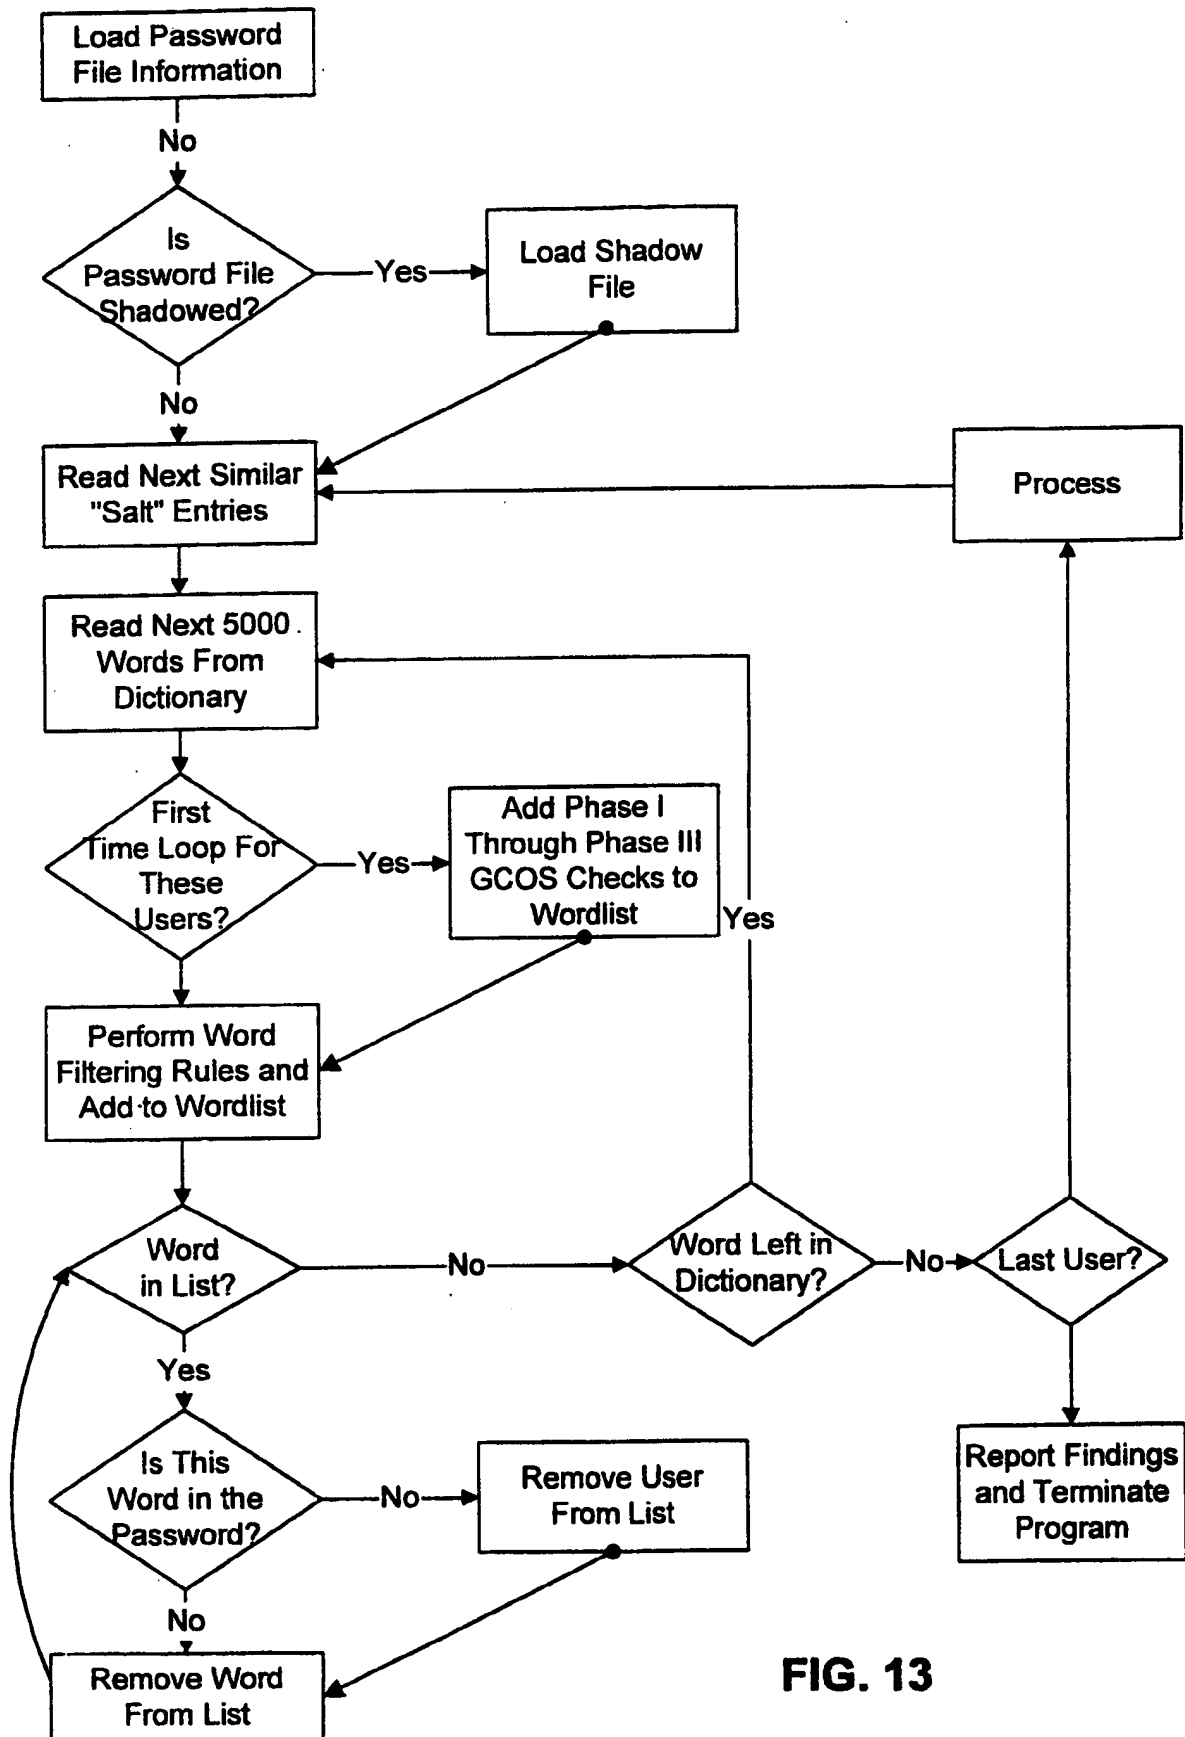 Load Password
File Information
No
Is
Password File
Shadowed?
Yes
Load Shadow
File
No
Read Next Similar
"Salt" Entries
Process
Read Next 5000
Words From
Dictionary
First
Time Loop For
These
Users?
Yes
Add Phase I
Through Phase III
GCOS Checks to
Wordlist
Yes
Perform Word
Filtering Rules and
Add to Wordlist
Word
in List?
No
Word Left in
Dictionary?
No
Last User?
Yes
Is This
Word in the
Password?
No
Remove User
From List
Report Findings
and Terminate
Program
No
Remove Word
From List
FIG. 13